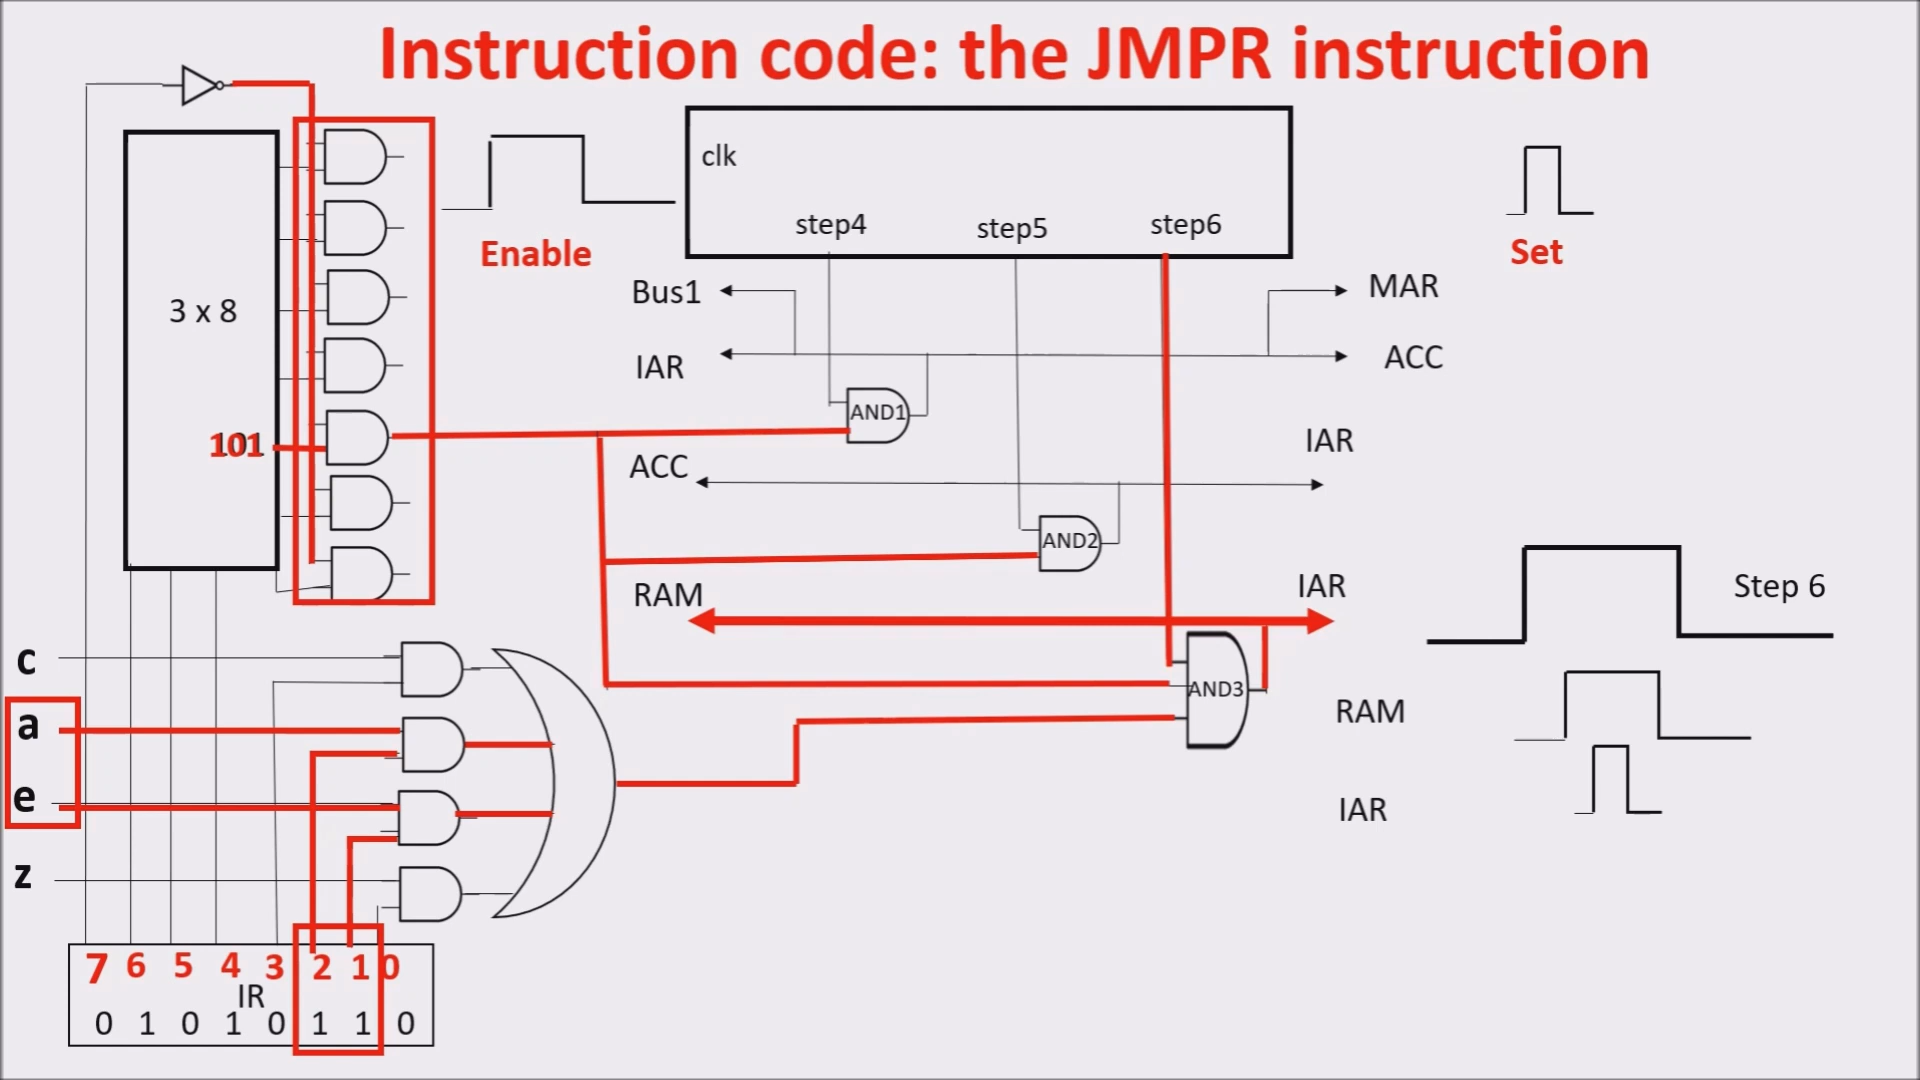 Instruction code: the JMPR instruction
clk
step4 step5 step6
Enable
Set
3 x 8
Bus1
MAR
IAR
ACC
AND1
101
IAR
ACC
AND2
RAM
IAR
Step 6
c
AND3
a
RAM
e
IAR
z
7 6 5 4 3 2 1 0
IR
0 1 0 1 0 1 1 0